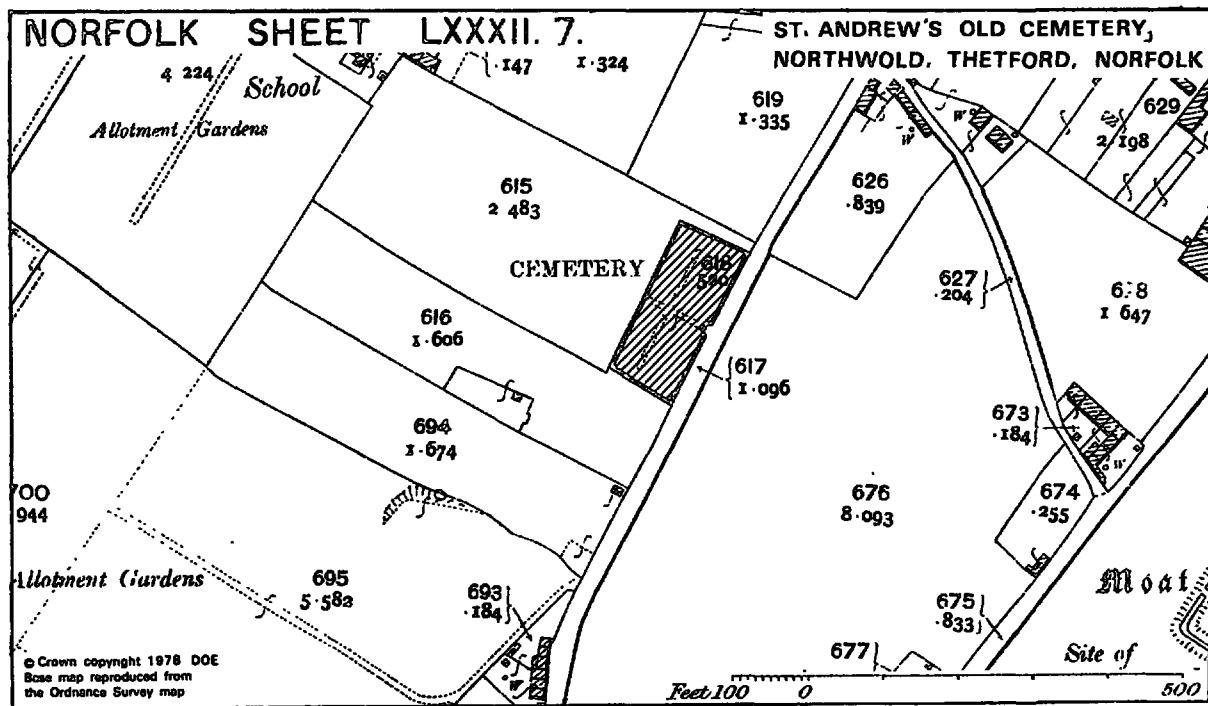 NORFOLK SHEET LXXXII. 7.
ST. ANDREW'S OLD CEMETERY,
NORTHWOLD. THETFORD, NORFOLK
4 224
School
Allotment Gardens
.147
1.324
619
1.335
629
2.198
W
W
615
2 483
626
.839
CEMETERY
627
.204
1 647
616
1.606
617
1.096
694
1.674
673
.184
W
700
944
676
8.093
674
.255
Allotment Gardens
695
5.582
693
.184
W
675
.833
Moat
677
Site of
© Crown copyright 1978 DOE
Base map reproduced from
the Ordnance Survey map
Feet 100 0 500